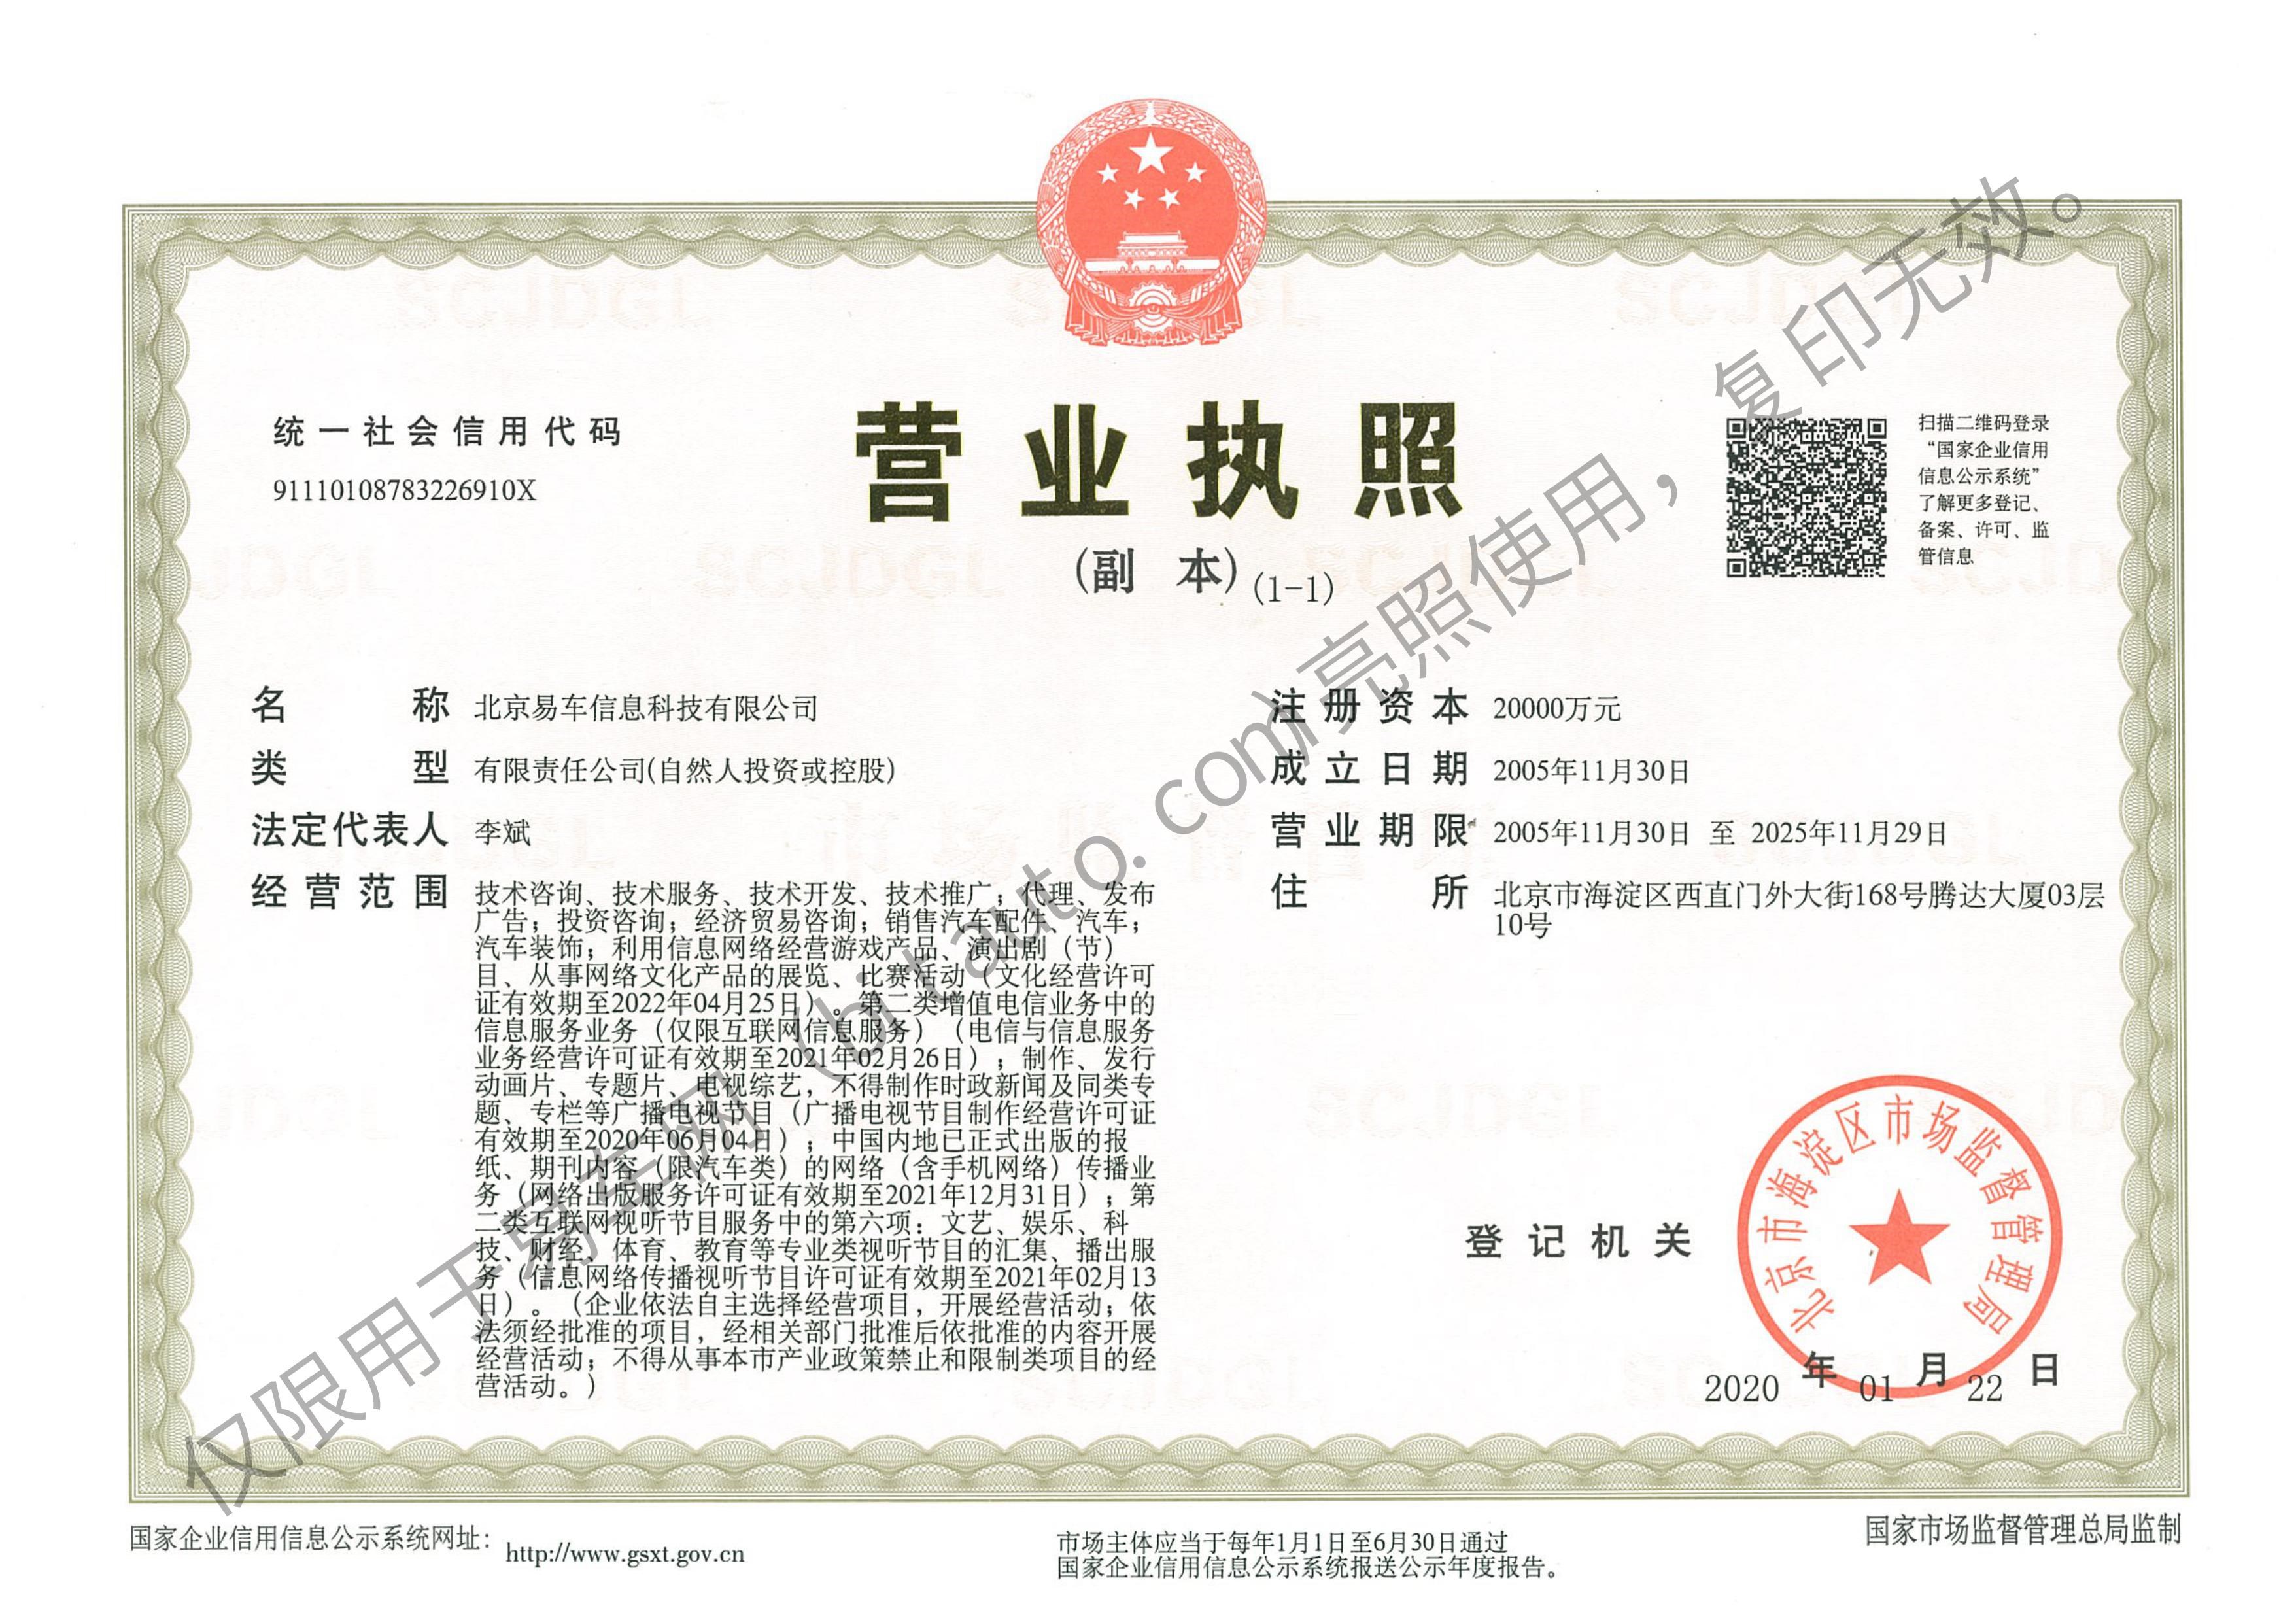 统一社会信用代码
91110108783226910X
营业执照
(副 本)(1-1)
扫描二维码登录
“国家企业信用
信息公示系统”
了解更多登记、
备案、许可、监
管信息
名 称 北京易车信息科技有限公司
类 型 有限责任公司(自然人投资或控股)
法定代表人 李斌
经营范围 技术咨询、技术服务、技术开发、技术推广；代理、发布
广告；投资咨询；经济贸易咨询；销售汽车配件、汽车；
汽车装饰；利用信息网络经营游戏产品、演出剧（节）
目、从事网络文化产品的展览、比赛活动（文化经营许可
证有效期至2022年04月25日）。第二类增值电信业务中的
信息服务业务（仅限互联网信息服务）（电信与信息服务
业务经营许可证有效期至2021年02月26日）；制作、发行
动画片、专题片、电视综艺，不得制作时政新闻及同类专
题、专栏等广播电视节目（广播电视节目制作经营许可证
有效期至2020年06月04日）；中国内地已正式出版的报
纸、期刊内容（限汽车类）的网络（含手机网络）传播业
务（网络出版服务许可证有效期至2021年12月31日）；第
二类互联网视听节目服务中的第六项：文艺、娱乐、科
技、财经、体育、教育等专业类视听节目的汇集、播出服
务（信息网络传播视听节目许可证有效期至2021年02月13
日）。（企业依法自主选择经营项目，开展经营活动；依
法须经批准的项目，经相关部门批准后依批准的内容开展
经营活动；不得从事本市产业政策禁止和限制类项目的经
营活动。）
注册资本 20000万元
成立日期 2005年11月30日
营业期限 2005年11月30日 至 2025年11月29日
住 所 北京市海淀区西直门外大街168号腾达大厦03层
10号
登记机关
北京市海淀区市场监督管理局
2020 年 01 月 22 日
国家企业信用信息公示系统网址： http://www.gsxt.gov.cn
市场主体应当于每年1月1日至6月30日通过
国家企业信用信息公示系统报送公示年度报告。
国家市场监督管理总局监制
仅限用于易车网（bitauto.com）亮照使用，复印无效。